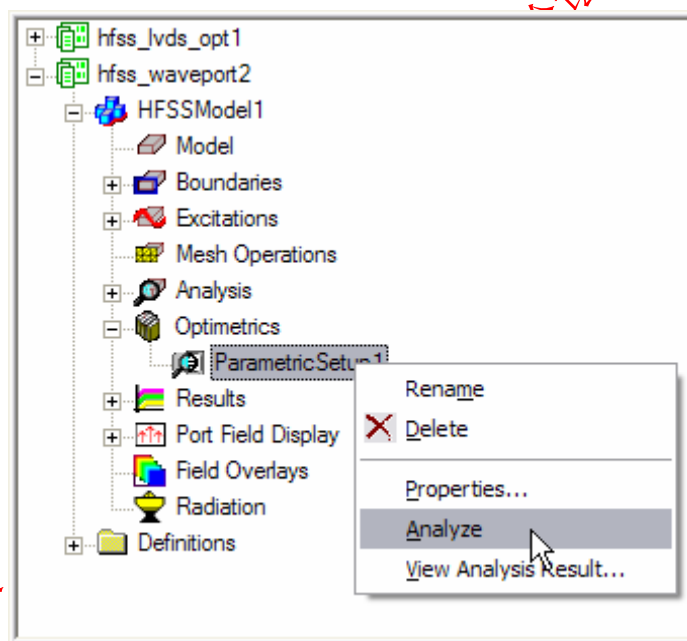 hfss_lvds_opt1
hfss_waveport2
HFSSModel1
Model
Boundaries
Excitations
Mesh Operations
Analysis
Optimetrics
ParametricSetup1
Results
Port Field Display
Field Overlays
Radiation
Definitions
Rename
Delete
Properties...
Analyze
View Analysis Result...